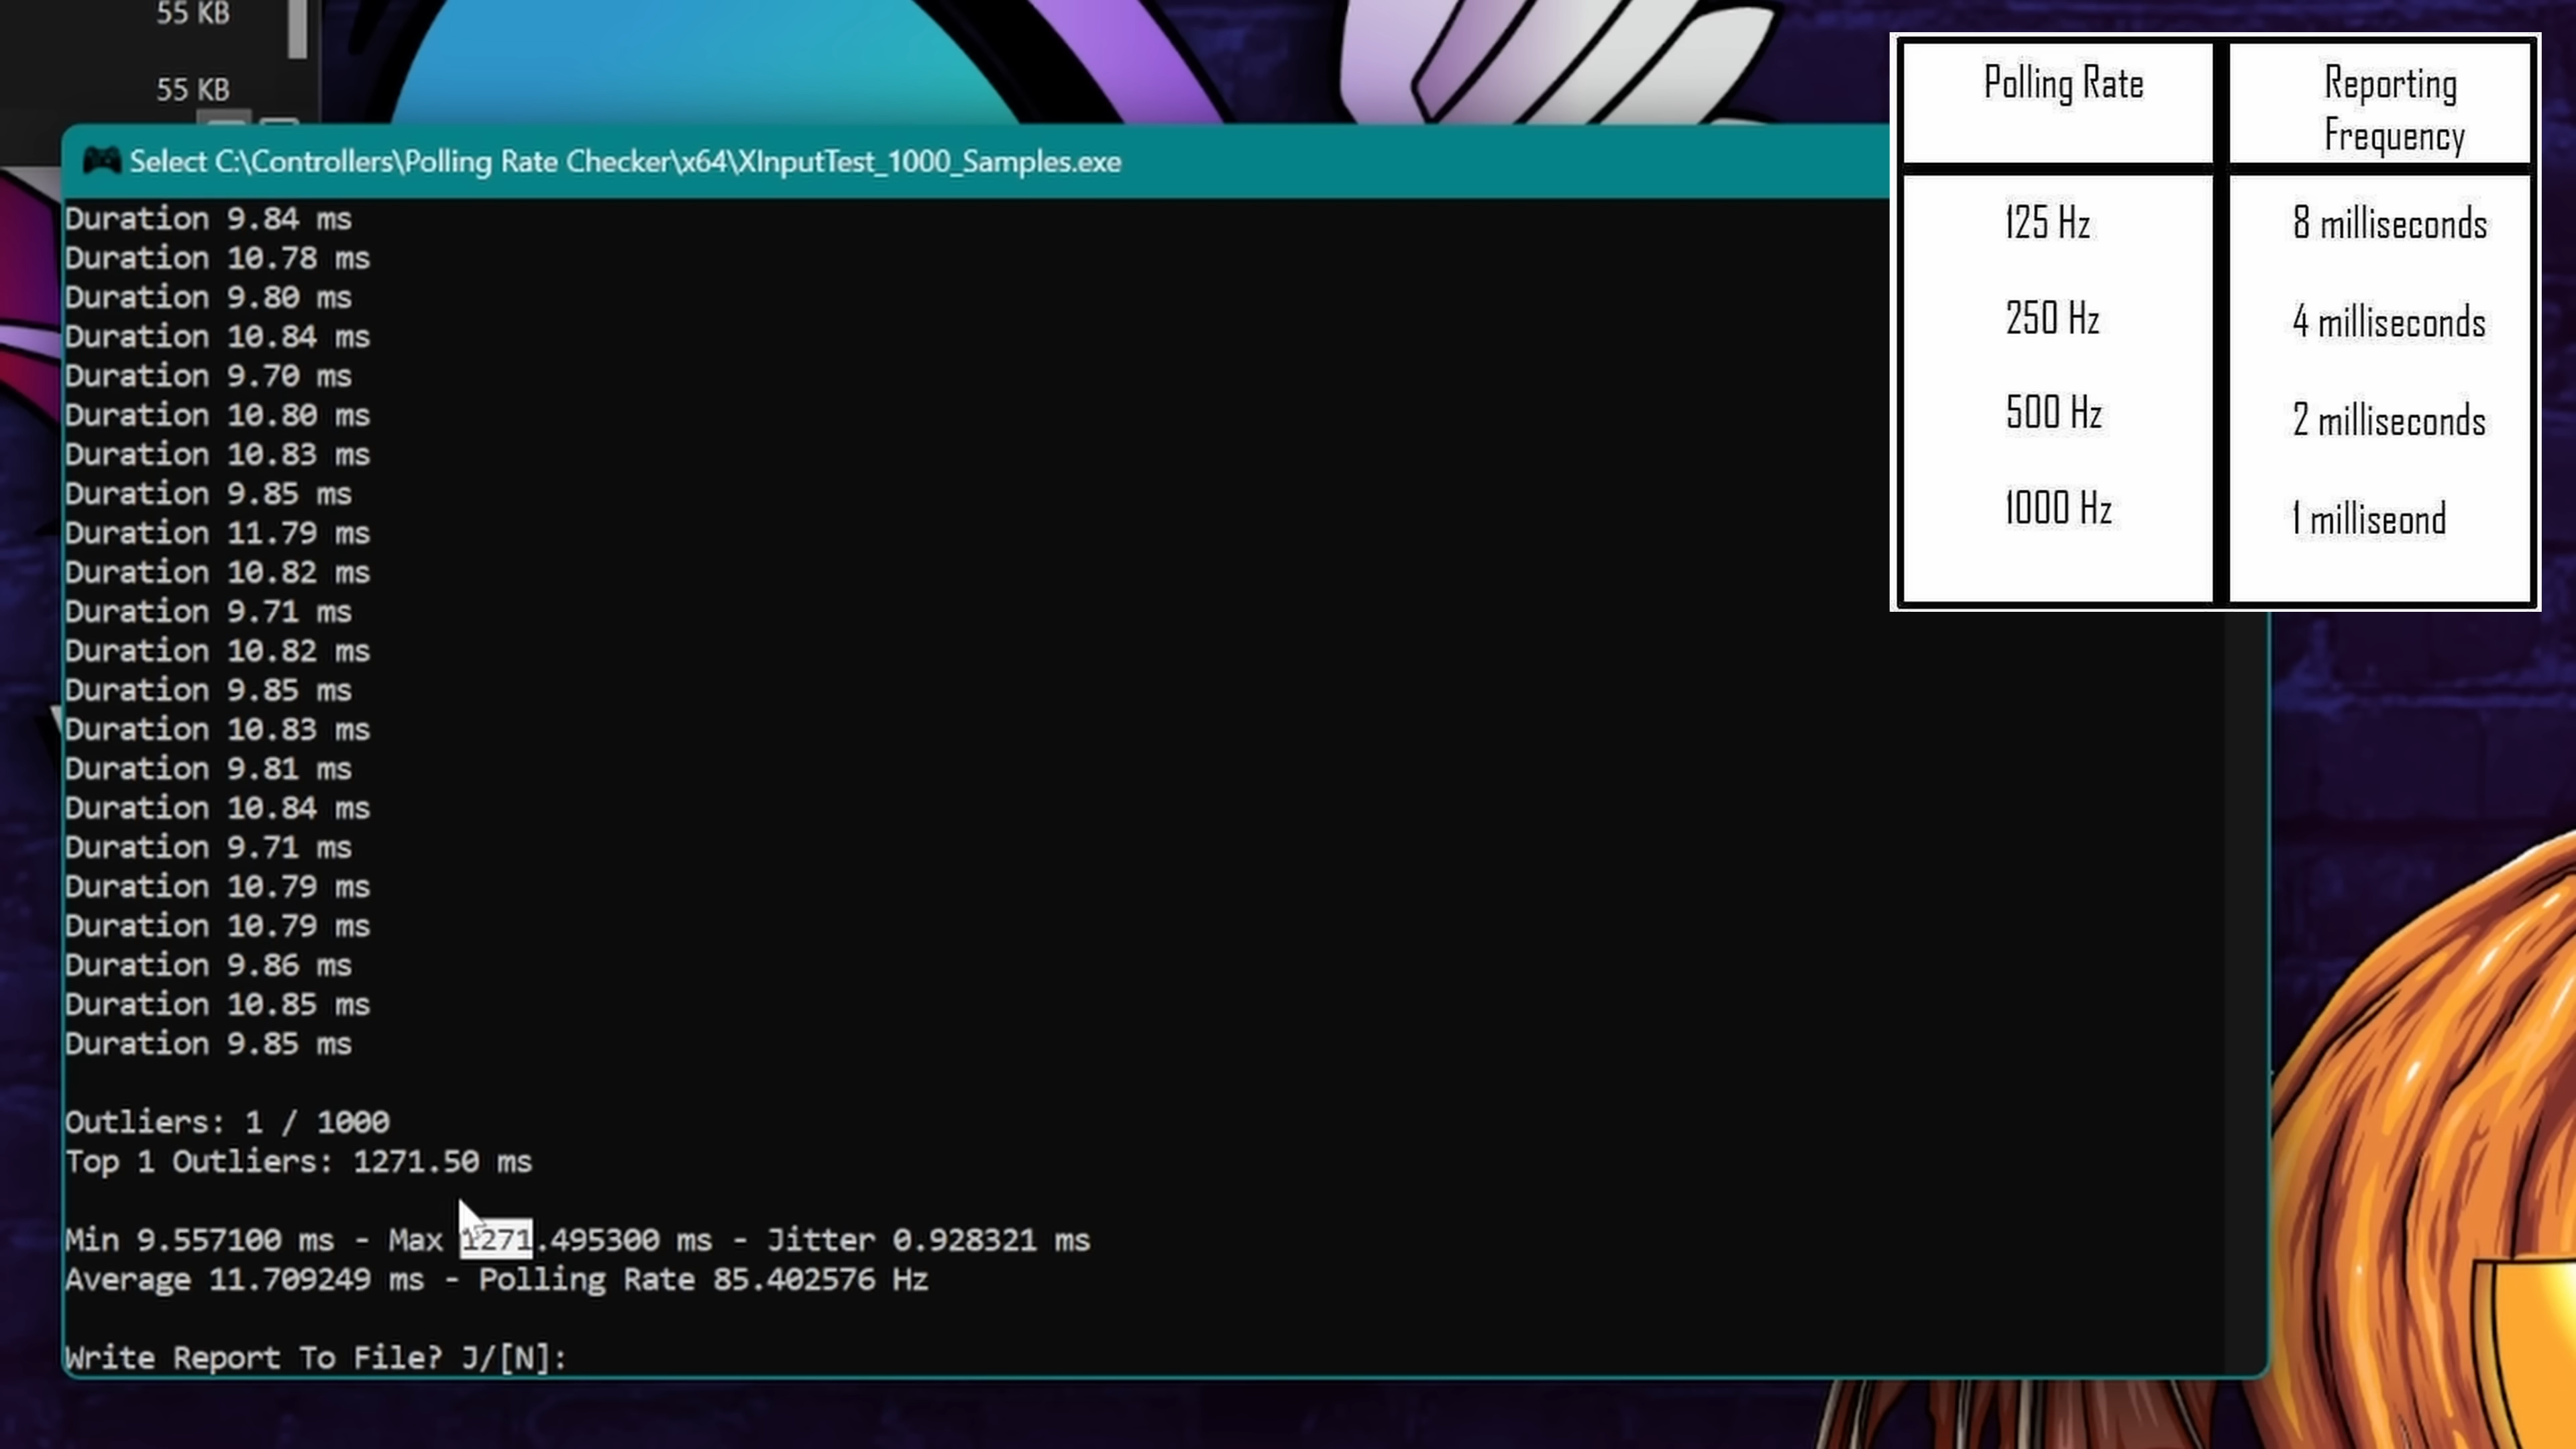 55 KB
55 KB
Select C:\Controllers\Polling Rate Checker\x64\XInputTest_1000_Samples.exe
Duration 9.84 ms
Duration 10.78 ms
Duration 9.80 ms
Duration 10.84 ms
Duration 9.70 ms
Duration 10.80 ms
Duration 10.83 ms
Duration 9.85 ms
Duration 11.79 ms
Duration 10.82 ms
Duration 9.71 ms
Duration 10.82 ms
Duration 9.85 ms
Duration 10.83 ms
Duration 9.81 ms
Duration 10.84 ms
Duration 9.71 ms
Duration 10.79 ms
Duration 10.79 ms
Duration 9.86 ms
Duration 10.85 ms
Duration 9.85 ms
Outliers: 1 / 1000
Top 1 Outliers: 1271.50 ms
Min 9.557100 ms - Max 1271.495300 ms - Jitter 0.928321 ms
Average 11.709249 ms - Polling Rate 85.402576 Hz
Write Report To File? J/[N]:
Polling Rate
Reporting
Frequency
125 Hz
8 milliseconds
250 Hz
4 milliseconds
500 Hz
2 milliseconds
1000 Hz
1 milliseond